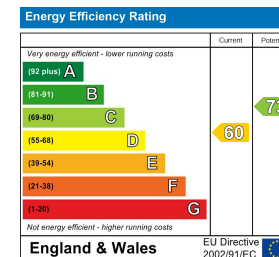 Energy Efficiency Rating
Current
Very energy efficient - lower running costs
(92 plus) A
(81-91) B
(69-80) C
(55-68) D
60
(39-54) E
(21-38) F
(1-20) G
Not energy efficient - higher running costs
England & Wales
EU Directive
2002/91/EC